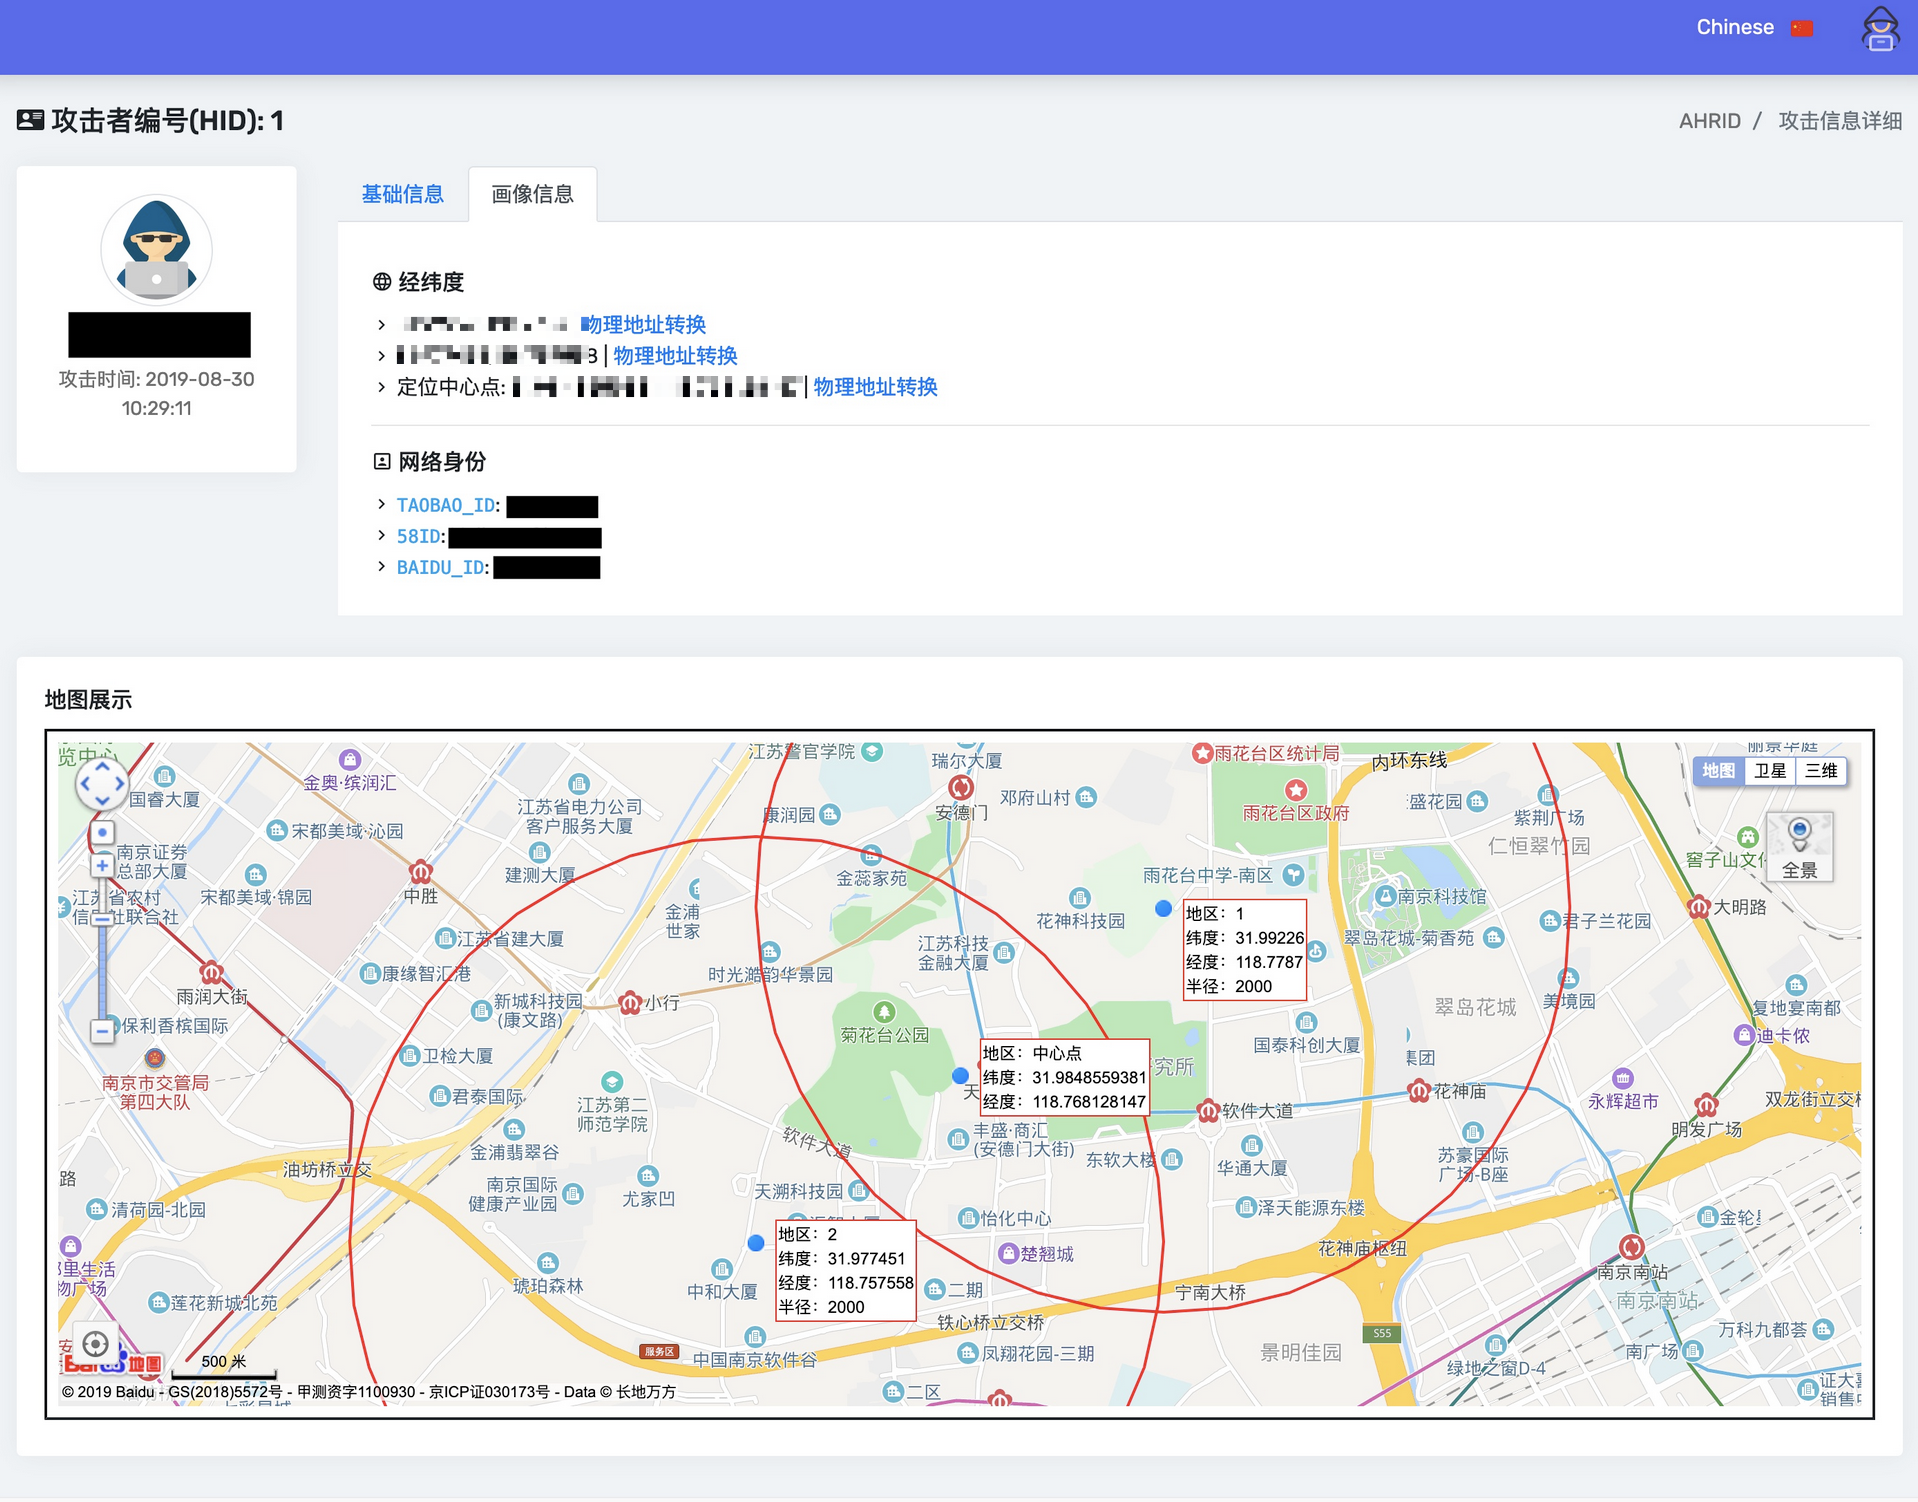 Chinese
攻击者编号(HID): 1
AHRID / 攻击信息详细
攻击时间: 2019-08-30
10:29:11
基础信息
画像信息
经纬度
物理地址转换
8 | 物理地址转换
定位中心点:
| 物理地址转换
网络身份
TAOBAO_ID:
58ID:
BAIDU_ID:
地图展示
览中心
国睿大厦
金奥·缤润汇
江苏警官学院
瑞尔大厦
雨花台区统计局
内环东线
丽景华庭
地图
卫星
三维
江苏省电力公司
客户服务大厦
康润园
安德门
邓府山村
雨花台区政府
盛花园
紫荆广场
仁恒翠竹园
窖子山文化
全景
宋都美域·沁园
南京证券
总部大厦
建测大厦
金蕊家苑
雨花台中学-南区
南京科技馆
君子兰花园
大明路
江苏省农村
信用社联合社
宋都美域·锦园
中胜
金浦
世家
花神科技园
地区：1
纬度：31.99226
经度：118.7787
半径：2000
翠岛花城-菊香苑
江苏省建大厦
江苏科技
金融大厦
康缘智汇港
时光澔韵华景园
雨润大街
新城科技园
(康文路)
小行
翠岛花城
美境园
复地宴南都
保利香槟国际
菊花台公园
国泰科创大厦
集团
迪卡侬
卫检大厦
地区：中心点
纬度：31.9848559381
经度：118.768128147
究所
天
南京市交管局
第四大队
君泰国际
江苏第二
师范学院
软件大道
花神庙
永辉超市
双龙街立交
明发广场
金浦翡翠谷
软件大道
丰盛·商汇
(安德门大街)
东软大楼
华通大厦
苏豪国际
广场-B座
油坊桥立交
路
南京国际
健康产业园
尤家凹
天溯科技园
泽天能源东楼
清荷园-北园
怡化中心
金轮
地区：2
纬度：31.977451
经度：118.757558
半径：2000
楚翘城
花神庙枢纽
南京南站
南京南站
都里生活
物广场
琥珀森林
中和大厦
二期
宁南大桥
莲花新城北苑
铁心桥立交桥
S55
万科九都荟
服务区
中国南京软件谷
凤翔花园-三期
景明佳园
绿地之窗D-4
南广场
Bai 地图
500 米
二区
证大
销售
© 2019 Baidu - GS(2018)5572号 - 甲测资字1100930 - 京ICP证030173号 - Data © 长地万方